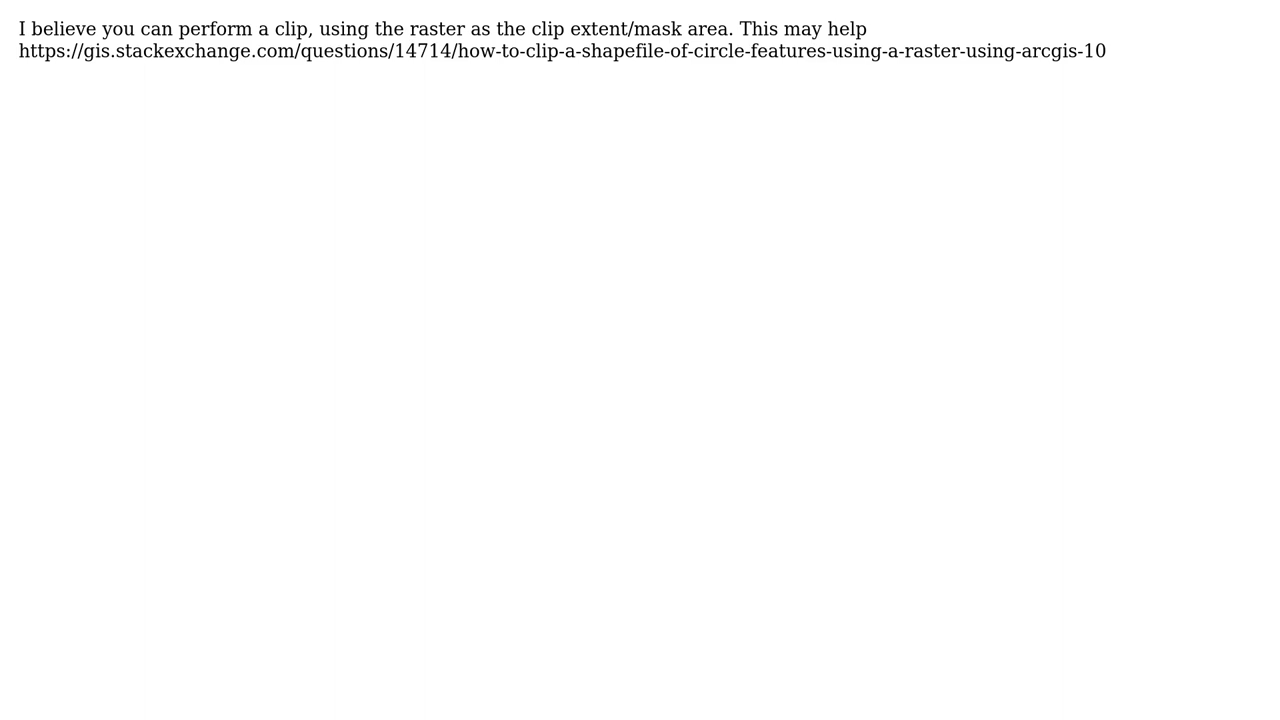 I believe you can perform a clip, using the raster as the clip extent/mask area. This may help
https://gis.stackexchange.com/questions/14714/how-to-clip-a-shapefile-of-circle-features-using-a-raster-using-arcgis-10